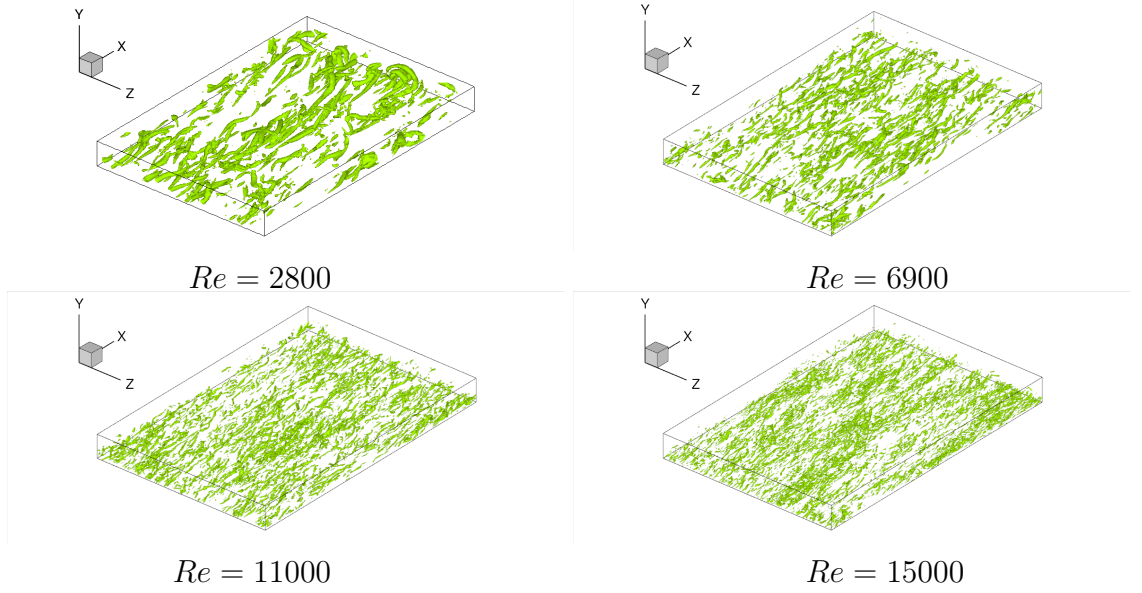 Y
X
Z
Y
X
Z
Re = 2800
Re = 6900
Y
X
Z
Y
X
Z
Re = 11000
Re = 15000